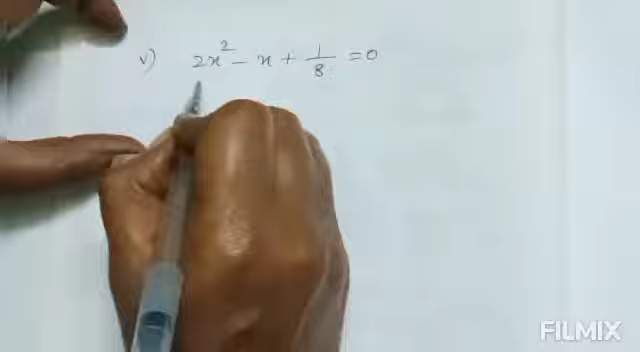 v) 2x² - x + 1/8 = 0
FILMIX